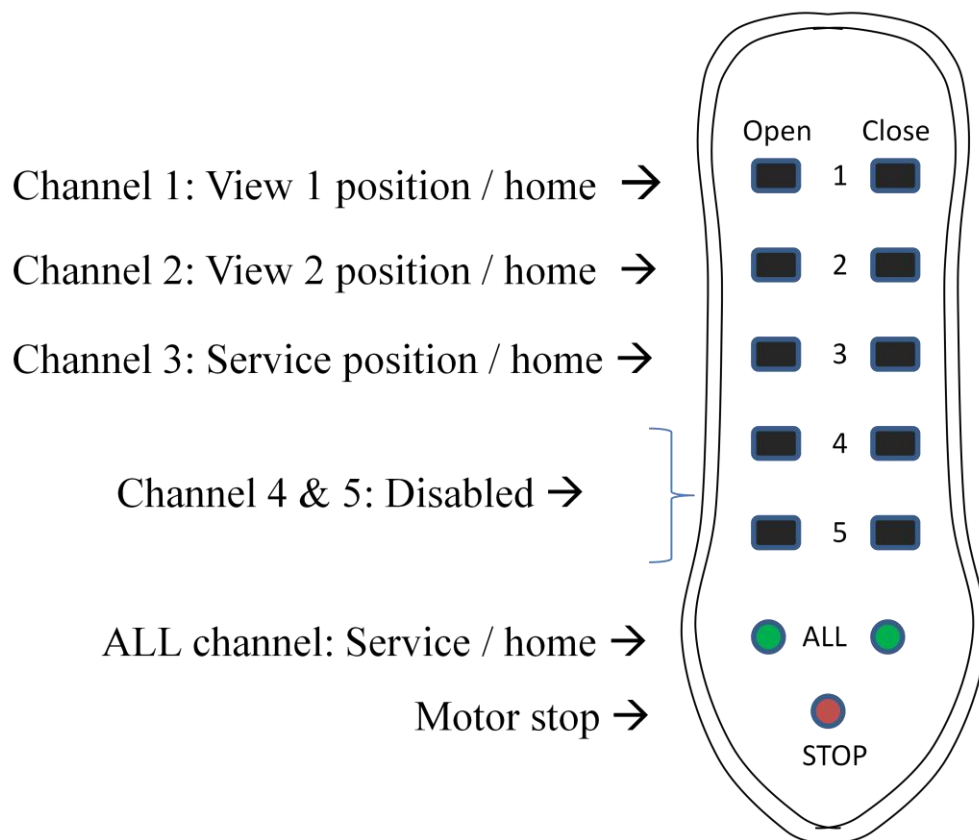 Open Close
Channel 1: View 1 position / home → 1
Channel 2: View 2 position / home → 2
Channel 3: Service position / home → 3
4
Channel 4 & 5: Disabled →
5
ALL channel: Service / home → ALL
Motor stop →
STOP